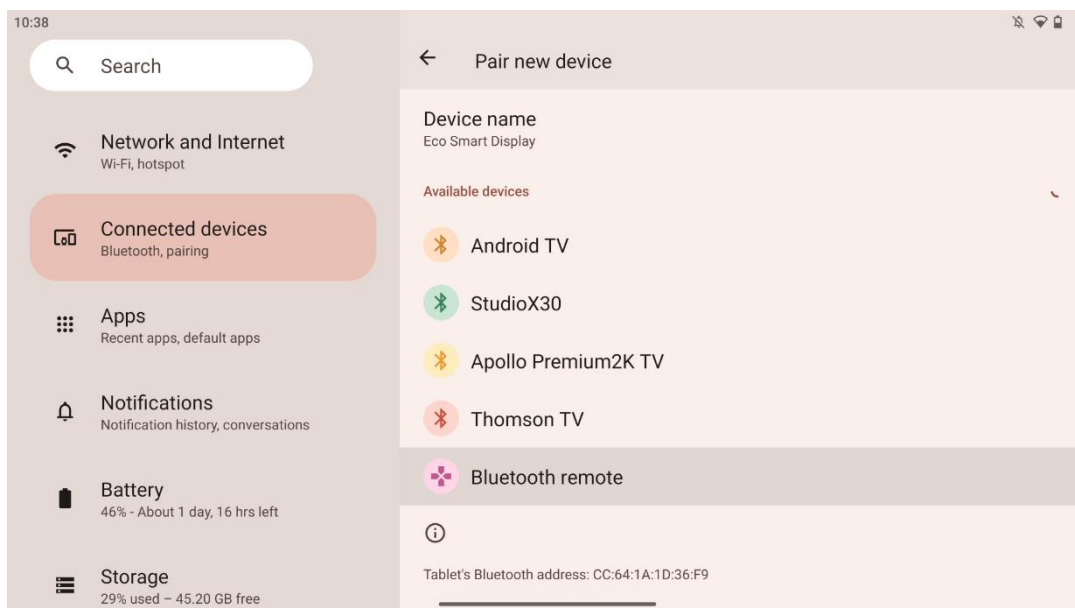 10:38
Search
Network and Internet
Wi-Fi, hotspot
Connected devices
Bluetooth, pairing
Apps
Recent apps, default apps
Notifications
Notification history, conversations
Battery
46% - About 1 day, 16 hrs left
Storage
29% used – 45.20 GB free
Pair new device
Device name
Eco Smart Display
Available devices
Android TV
StudioX30
Apollo Premium2K TV
Thomson TV
Bluetooth remote
Tablet's Bluetooth address: CC:64:1A:1D:36:F9